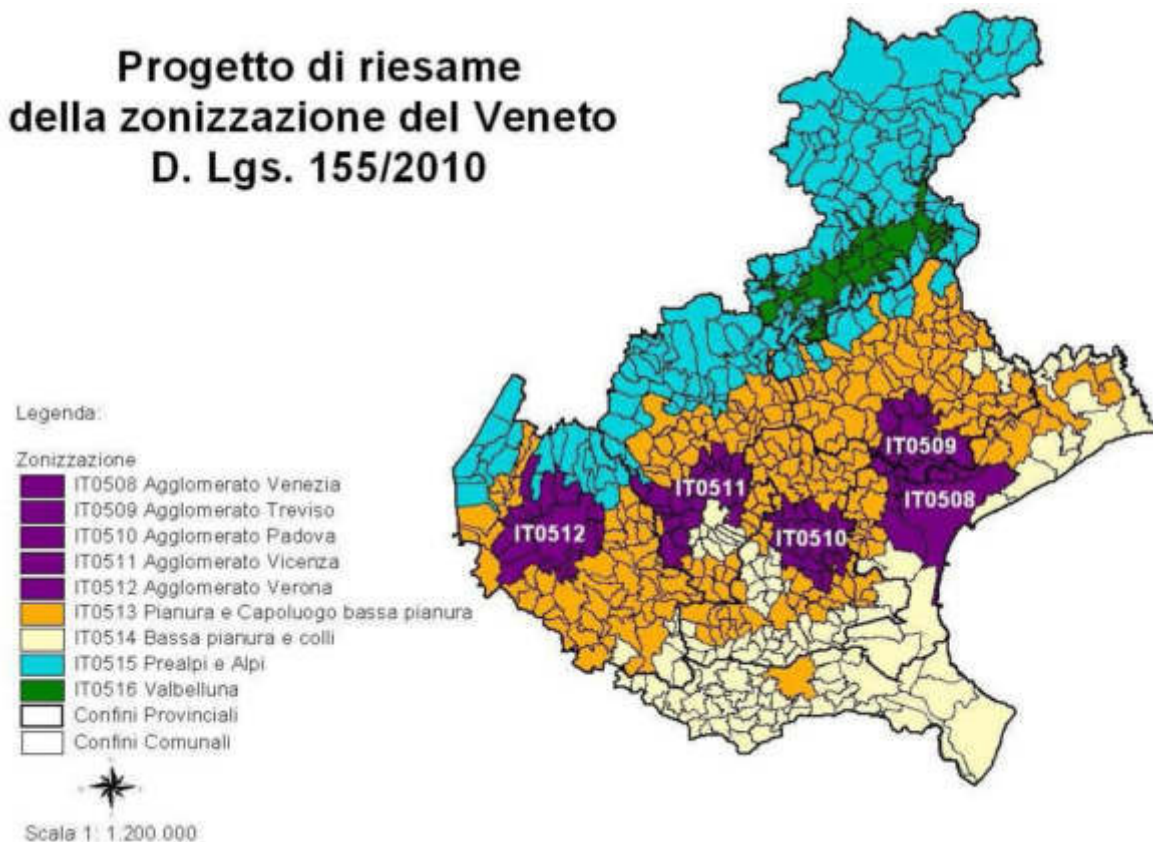 Progetto di riesame
della zonizzazione del Veneto
D. Lgs. 155/2010
Legenda:
Zonizzazione
IT0508 Agglomerato Venezia
IT0509 Agglomerato Treviso
IT0510 Agglomerato Padova
IT0511 Agglomerato Vicenza
IT0512 Agglomerato Verona
IT0513 Pianura e Capoluogo bassa pianura
IT0514 Bassa pianura e colli
IT0515 Prealpi e Alpi
IT0516 Valbelluna
Confini Provinciali
Confini Comunali
Scala 1: 1.200.000
IT0509
IT0511
IT0508
IT0512
IT0510